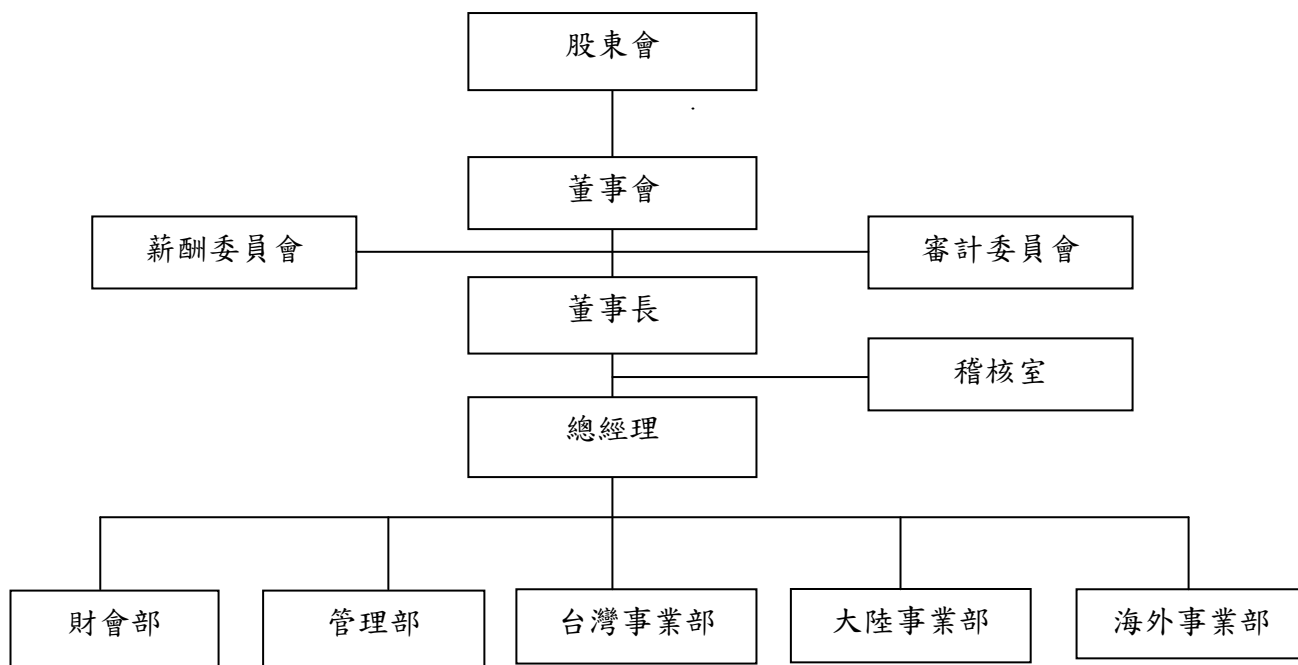 股東會
董事會
薪酬委員會
審計委員會
董事長
稽核室
總經理
財會部
管理部
台灣事業部
大陸事業部
海外事業部